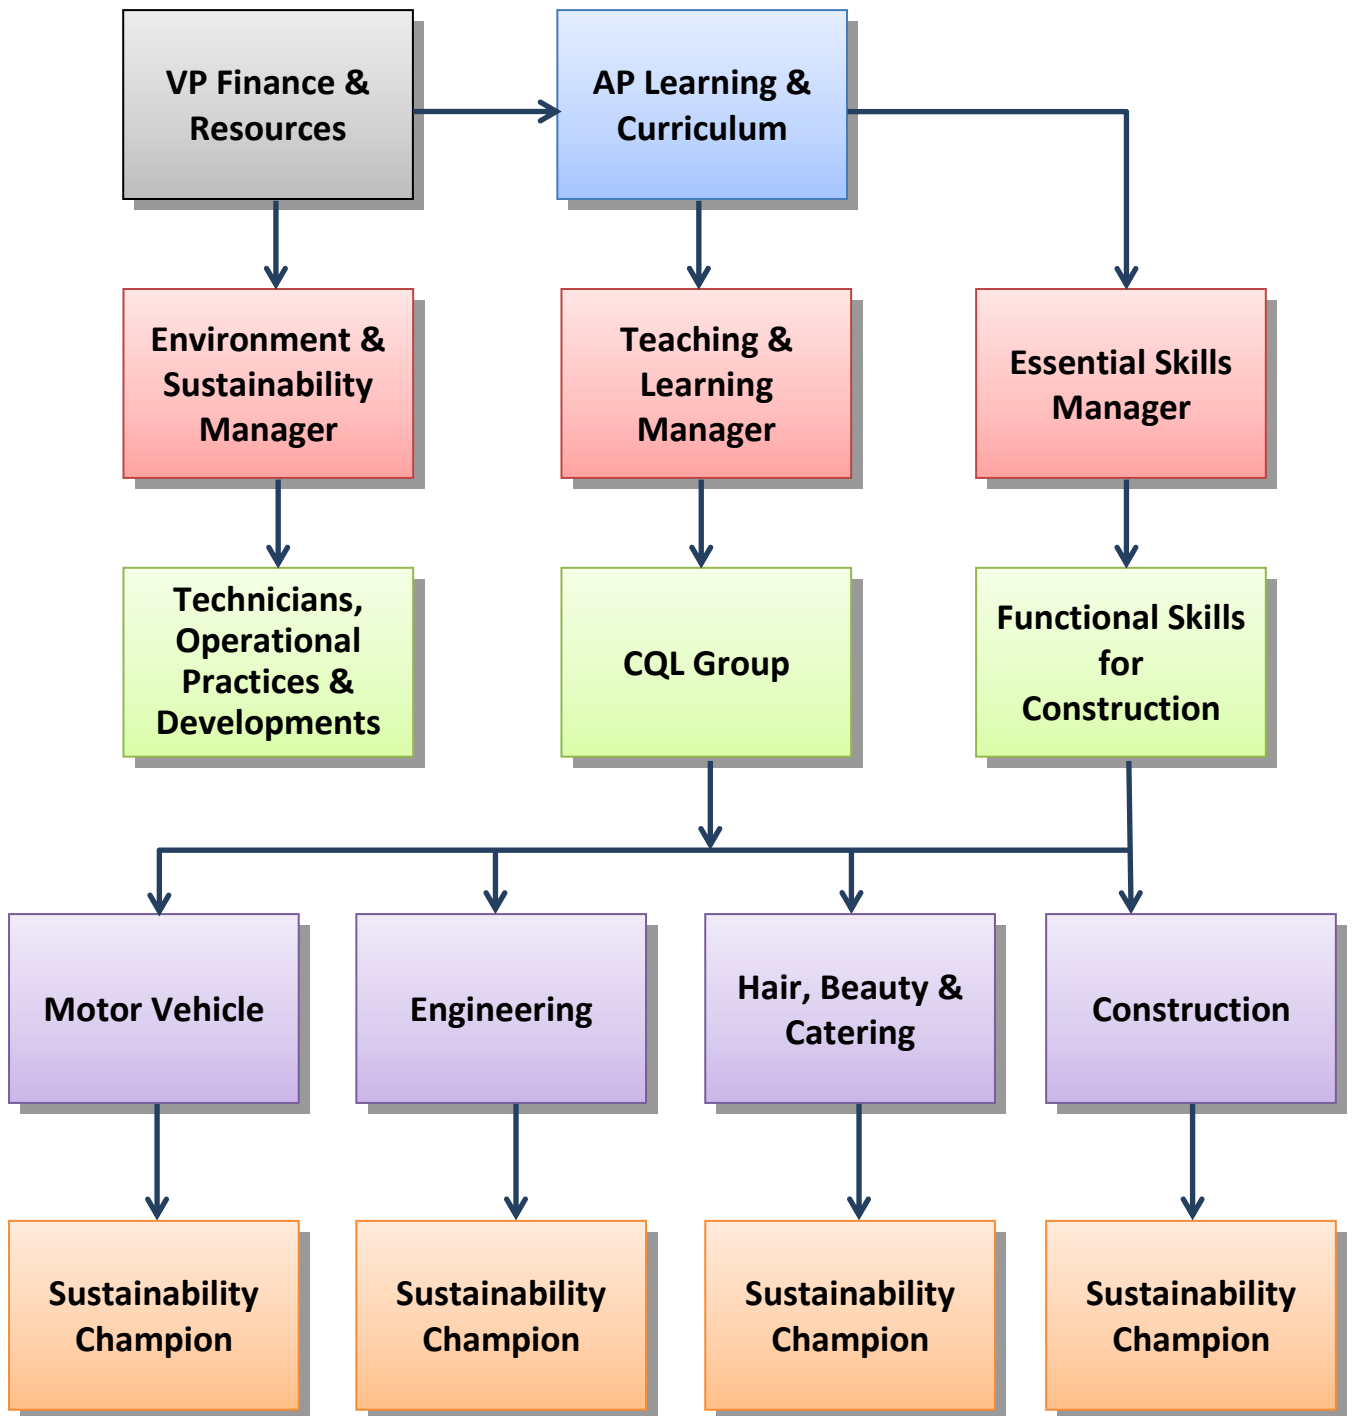 VP Finance &
Resources
AP Learning &
Curriculum
Environment &
Sustainability
Manager
Teaching &
Learning
Manager
Essential Skills
Manager
Technicians,
Operational
Practices &
Developments
CQL Group
Functional Skills
for
Construction
Motor Vehicle
Engineering
Hair, Beauty &
Catering
Construction
Sustainability
Champion
Sustainability
Champion
Sustainability
Champion
Sustainability
Champion